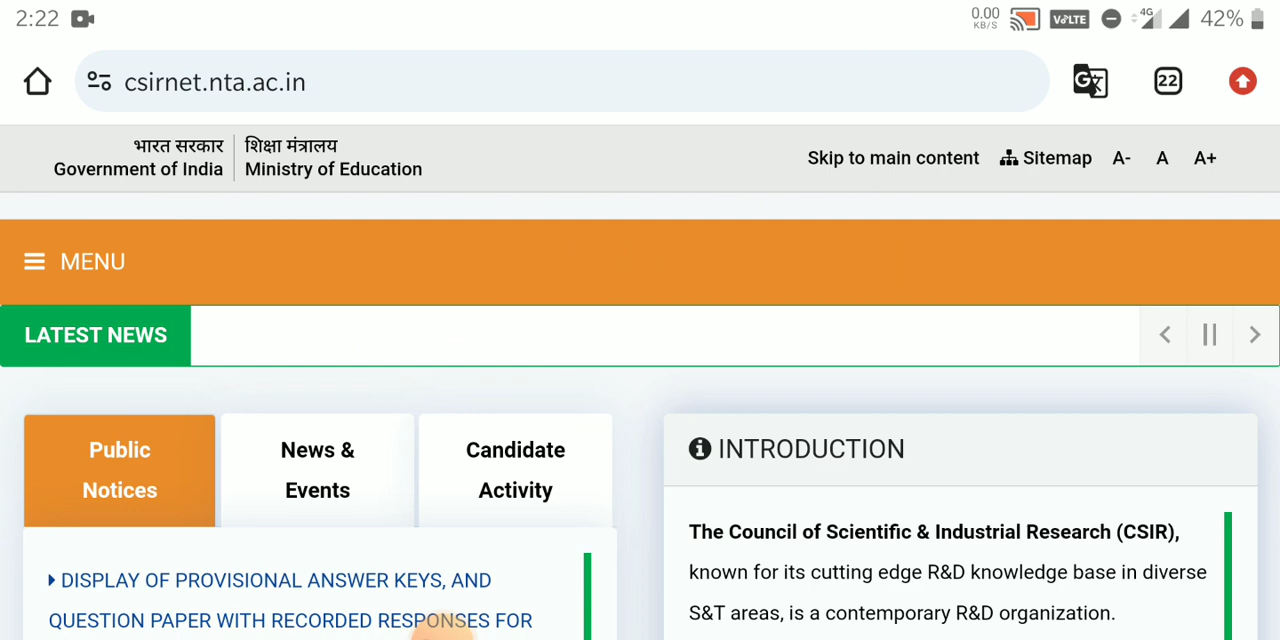 2:22
0.00
KB/S
VoLTE
4G
42%
csirnet.nta.ac.in
22
भारत सरकार
Government of India
शिक्षा मंत्रालय
Ministry of Education
Skip to main content
Sitemap
A-
A
A+
MENU
LATEST NEWS
Public
Notices
News &
Events
Candidate
Activity
DISPLAY OF PROVISIONAL ANSWER KEYS, AND
QUESTION PAPER WITH RECORDED RESPONSES FOR
INTRODUCTION
The Council of Scientific & Industrial Research (CSIR),
known for its cutting edge R&D knowledge base in diverse
S&T areas, is a contemporary R&D organization.